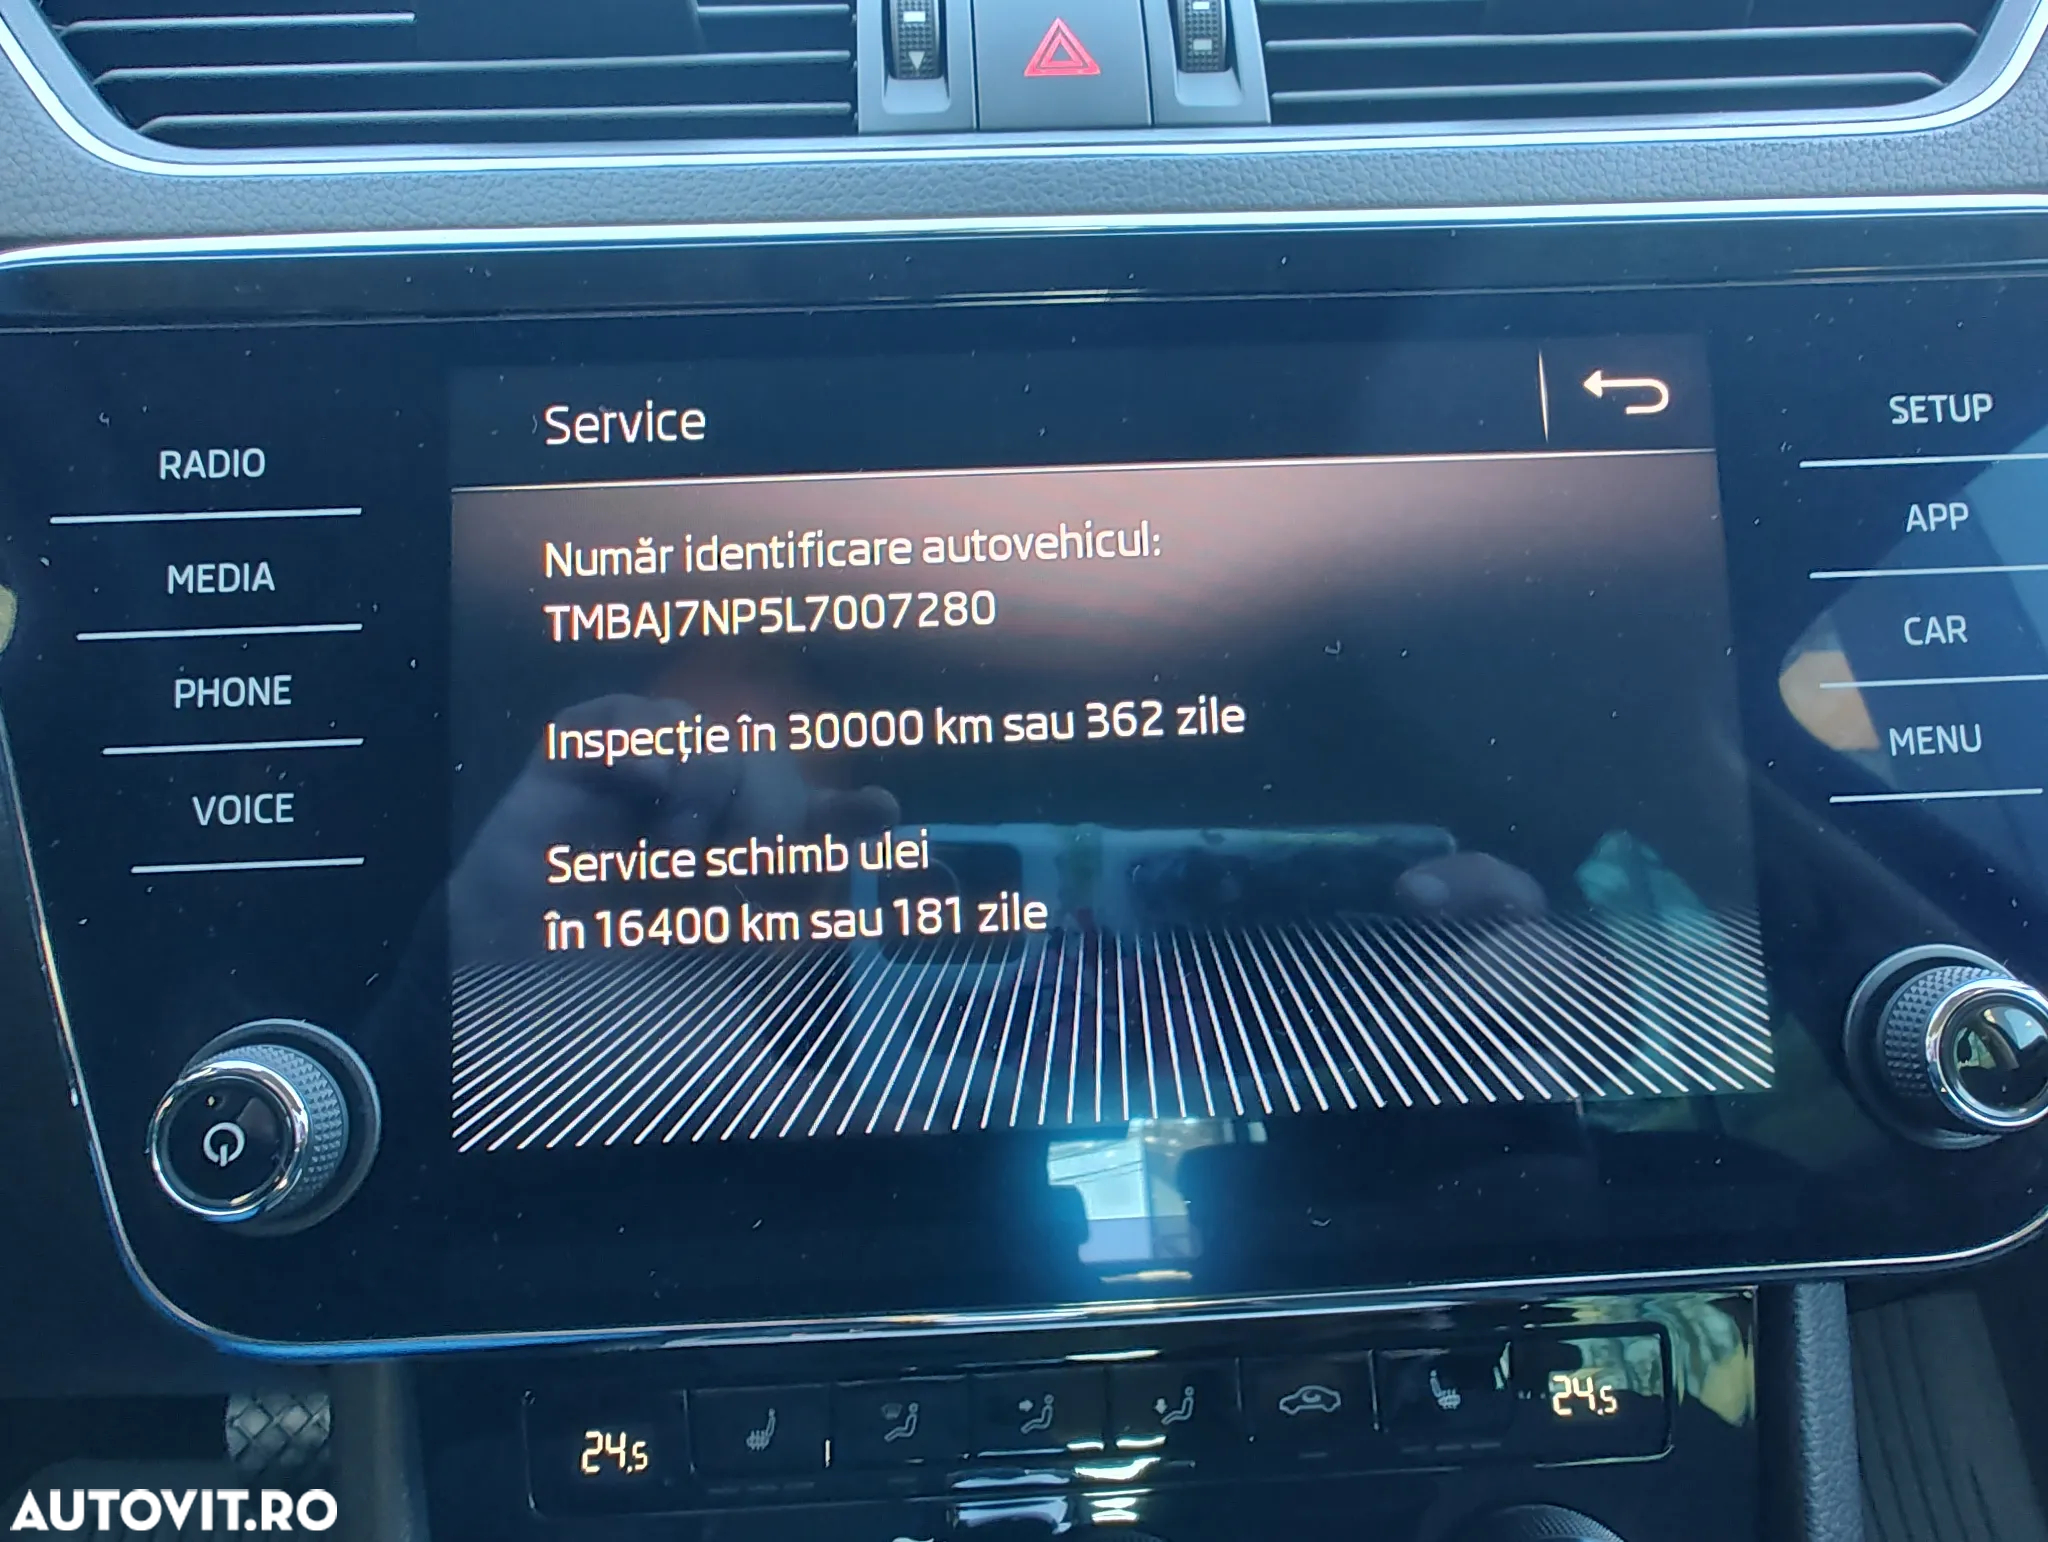 Service
SETUP
RADIO
APP
Număr identificare autovehicul:
MEDIA
TMBAJ7NP5L7007280
CAR
PHONE
Inspecție în 30000 km sau 362 zile
MENU
VOICE
Service schimb ulei
în 16400 km sau 181 zile
24.5
24.5
AUTOVIT.RO